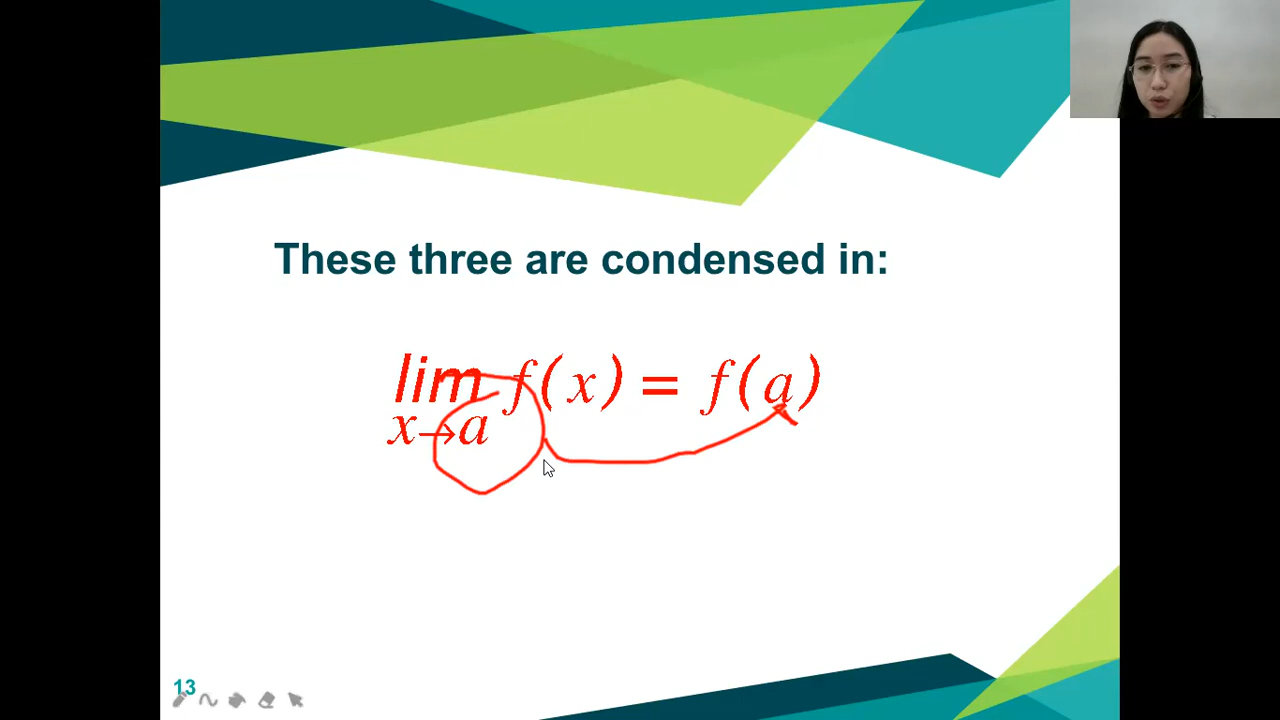 These three are condensed in:
lim f(x) = f(a)
x→a
13